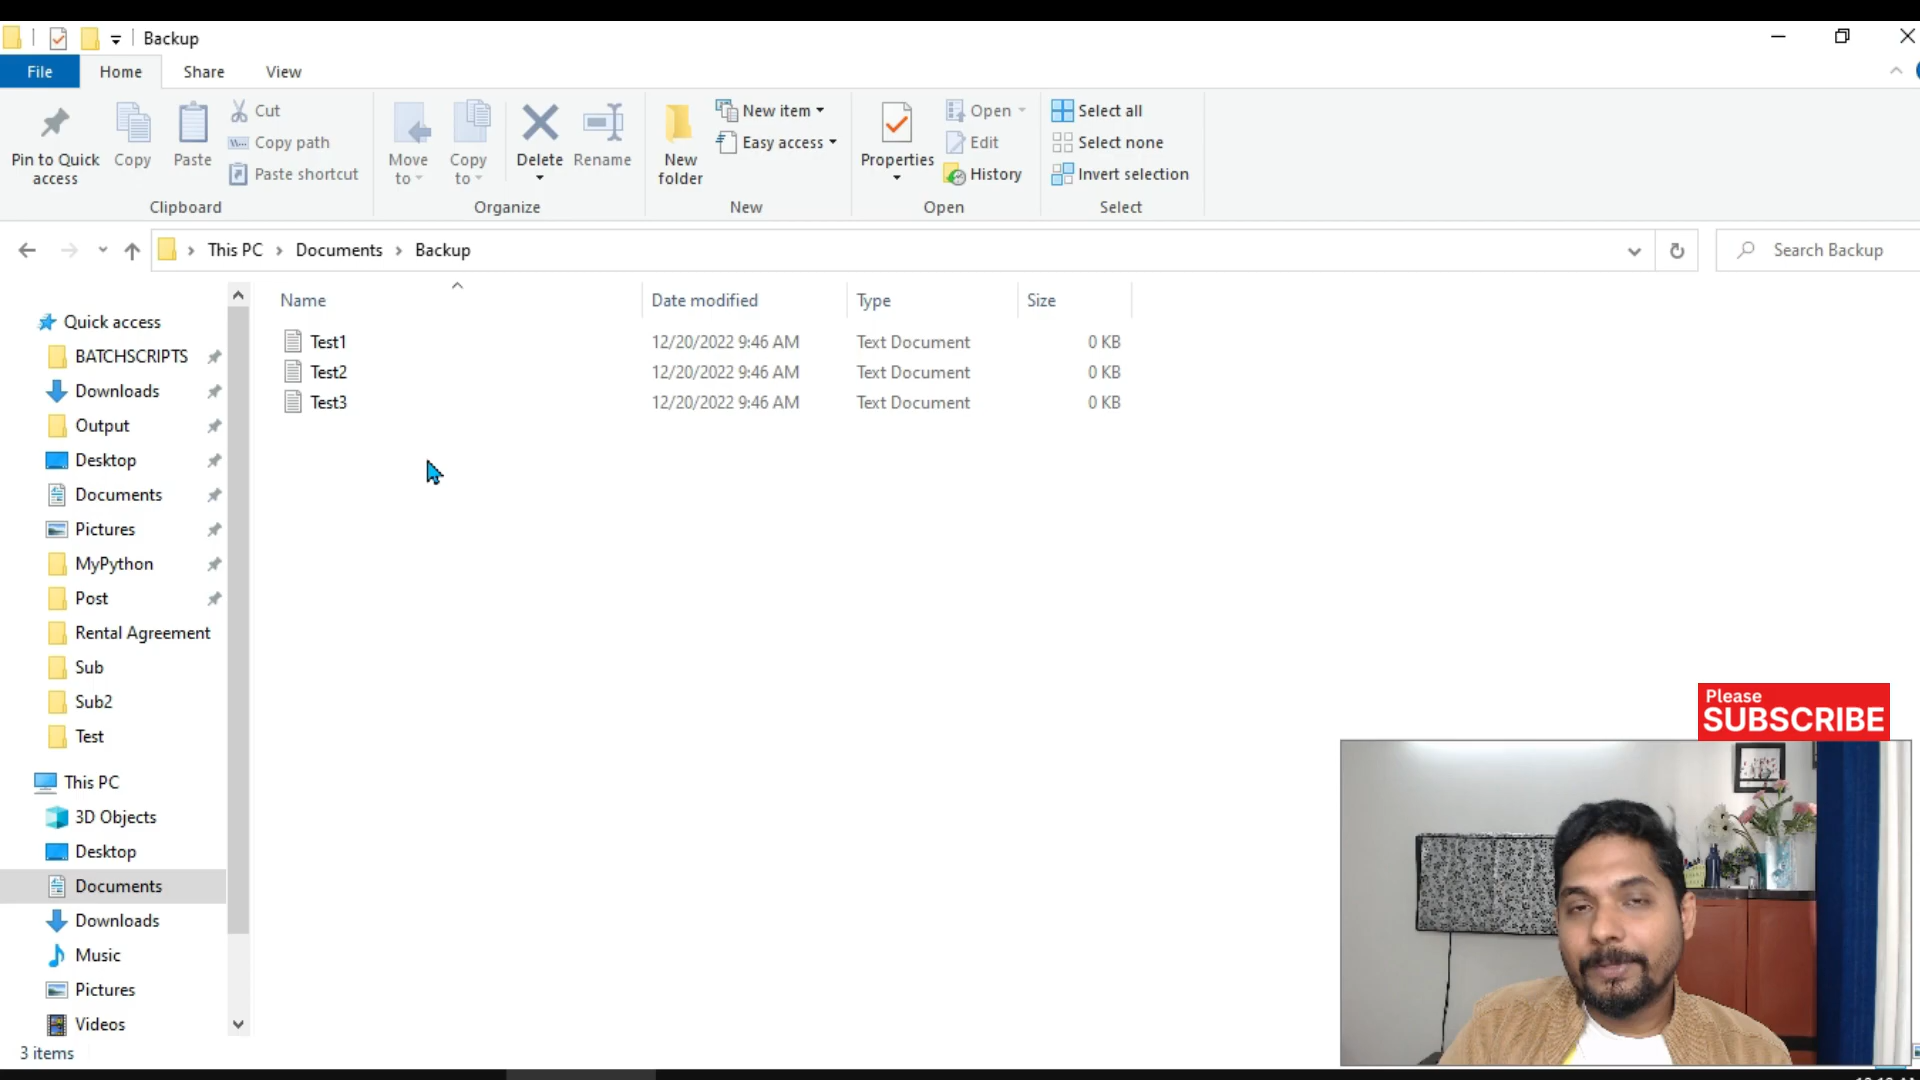 Backup
File Home Share View
Pin to Quick access
Copy
Paste
Cut
Copy path
Paste shortcut
Clipboard
Move to
Copy to
Delete
Rename
Organize
New folder
New item
Easy access
New
Properties
Open
Edit
History
Open
Select all
Select none
Invert selection
Select
This PC > Documents > Backup
Search Backup
Name Date modified Type Size
Test1 12/20/2022 9:46 AM Text Document 0 KB
Test2 12/20/2022 9:46 AM Text Document 0 KB
Test3 12/20/2022 9:46 AM Text Document 0 KB
Quick access
BATCHSCRIPTS
Downloads
Output
Desktop
Documents
Pictures
MyPython
Post
Rental Agreement
Sub
Sub2
Test
This PC
3D Objects
Desktop
Documents
Downloads
Music
Pictures
Videos
3 items
Please
SUBSCRIBE